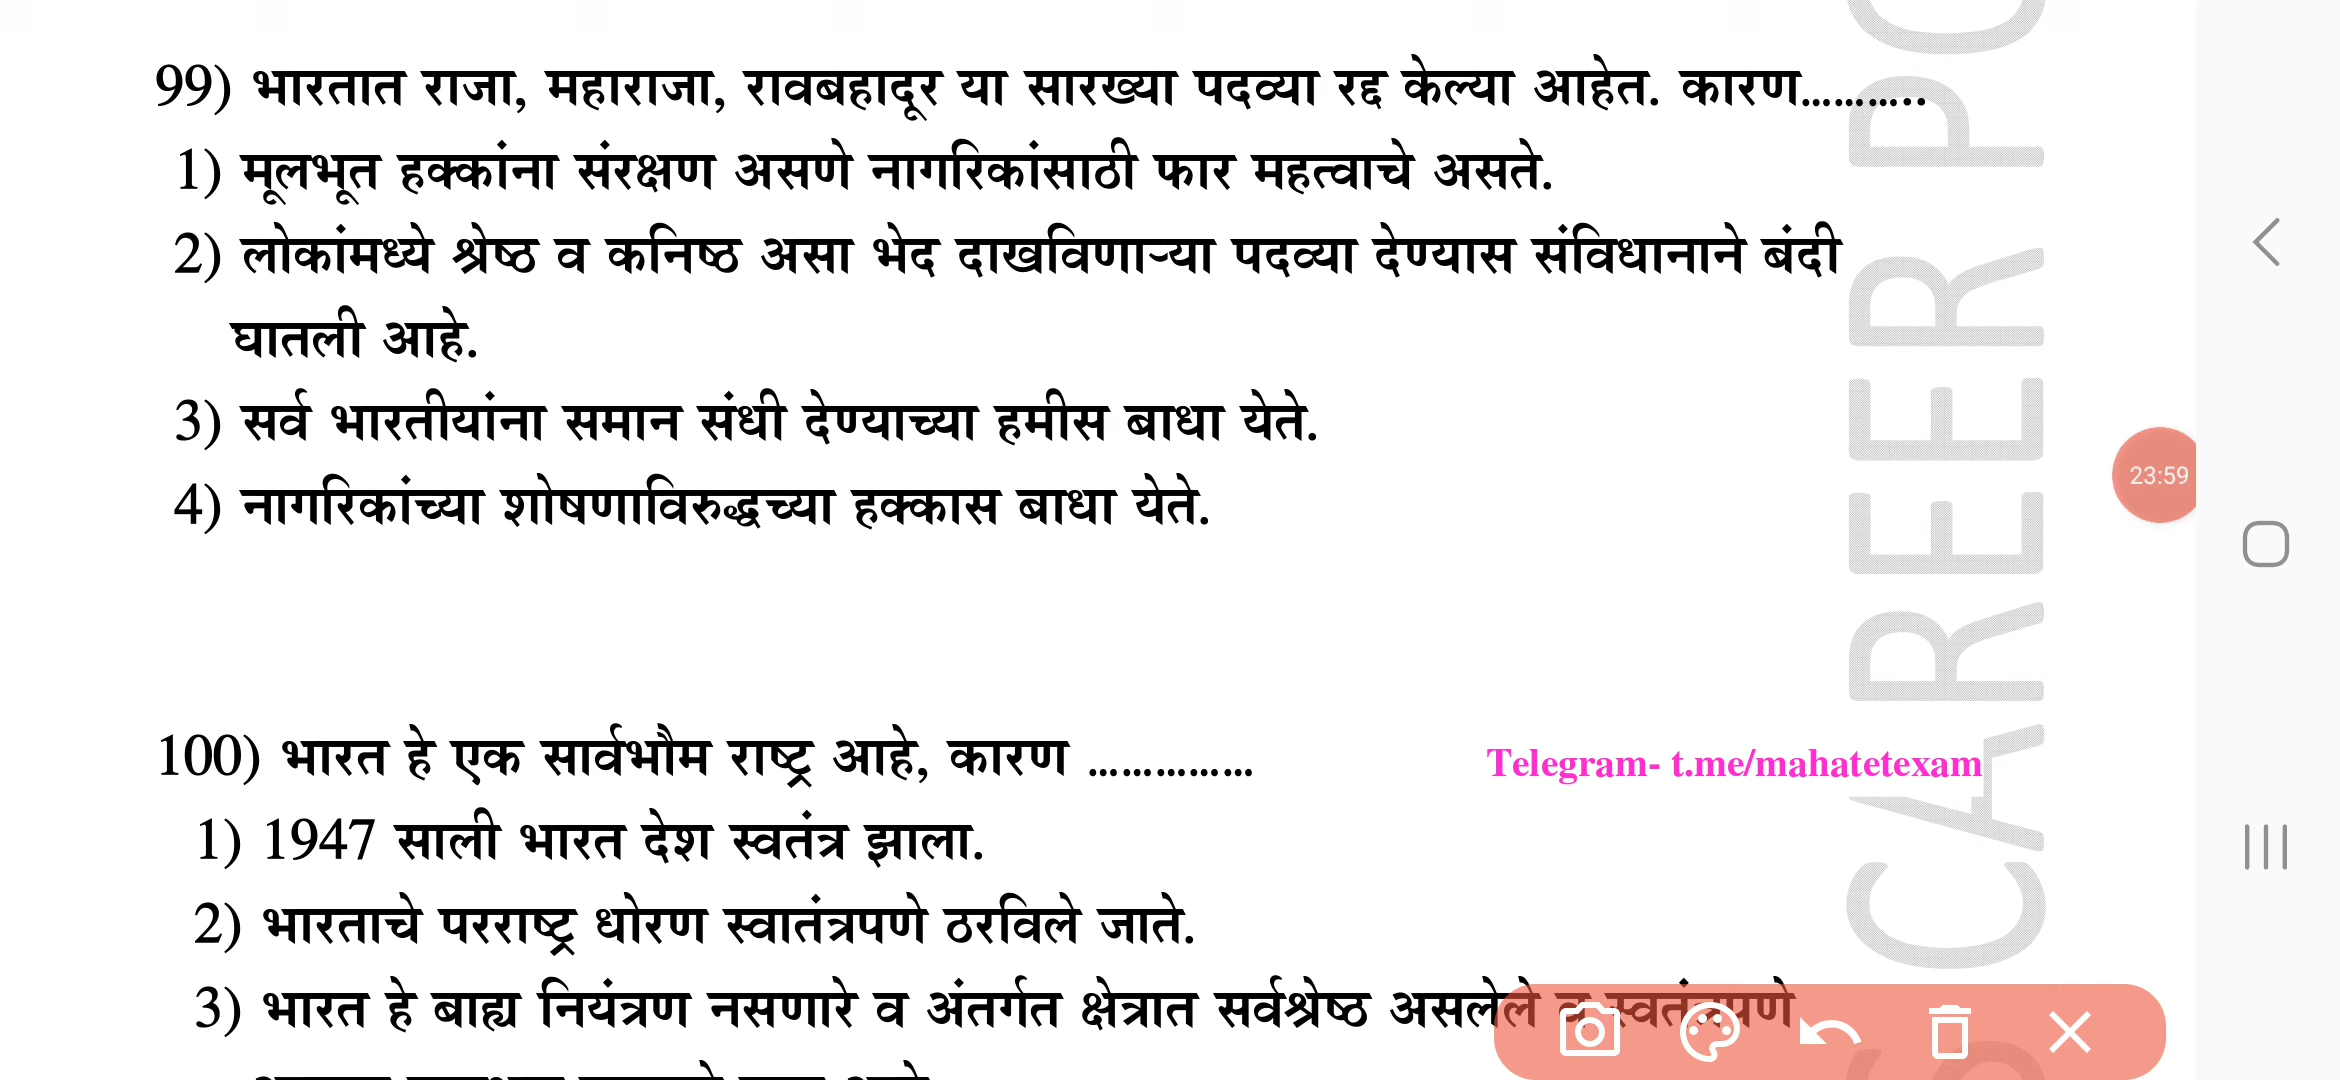 99) भारतात राजा, महाराजा, रावबहादूर या सारख्या पदव्या रद्द केल्या आहेत. कारण...........
1) मूलभूत हक्कांना संरक्षण असणे नागरिकांसाठी फार महत्वाचे असते.
2) लोकांमध्ये श्रेष्ठ व कनिष्ठ असा भेद दाखविणाऱ्या पदव्या देण्यास संविधानाने बंदी
घातली आहे.
3) सर्व भारतीयांना समान संधी देण्याच्या हमीस बाधा येते.
4) नागरिकांच्या शोषणाविरुद्धच्या हक्कास बाधा येते.
23:59
100) भारत हे एक सार्वभौम राष्ट्र आहे, कारण ...............
Telegram- t.me/mahatetexam
1) 1947 साली भारत देश स्वतंत्र झाला.
2) भारताचे परराष्ट्र धोरण स्वातंत्रपणे ठरविले जाते.
3) भारत हे बाह्य नियंत्रण नसणारे व अंतर्गत क्षेत्रात सर्वश्रेष्ठ असलेले व स्वतंत्रपणे
CAREER